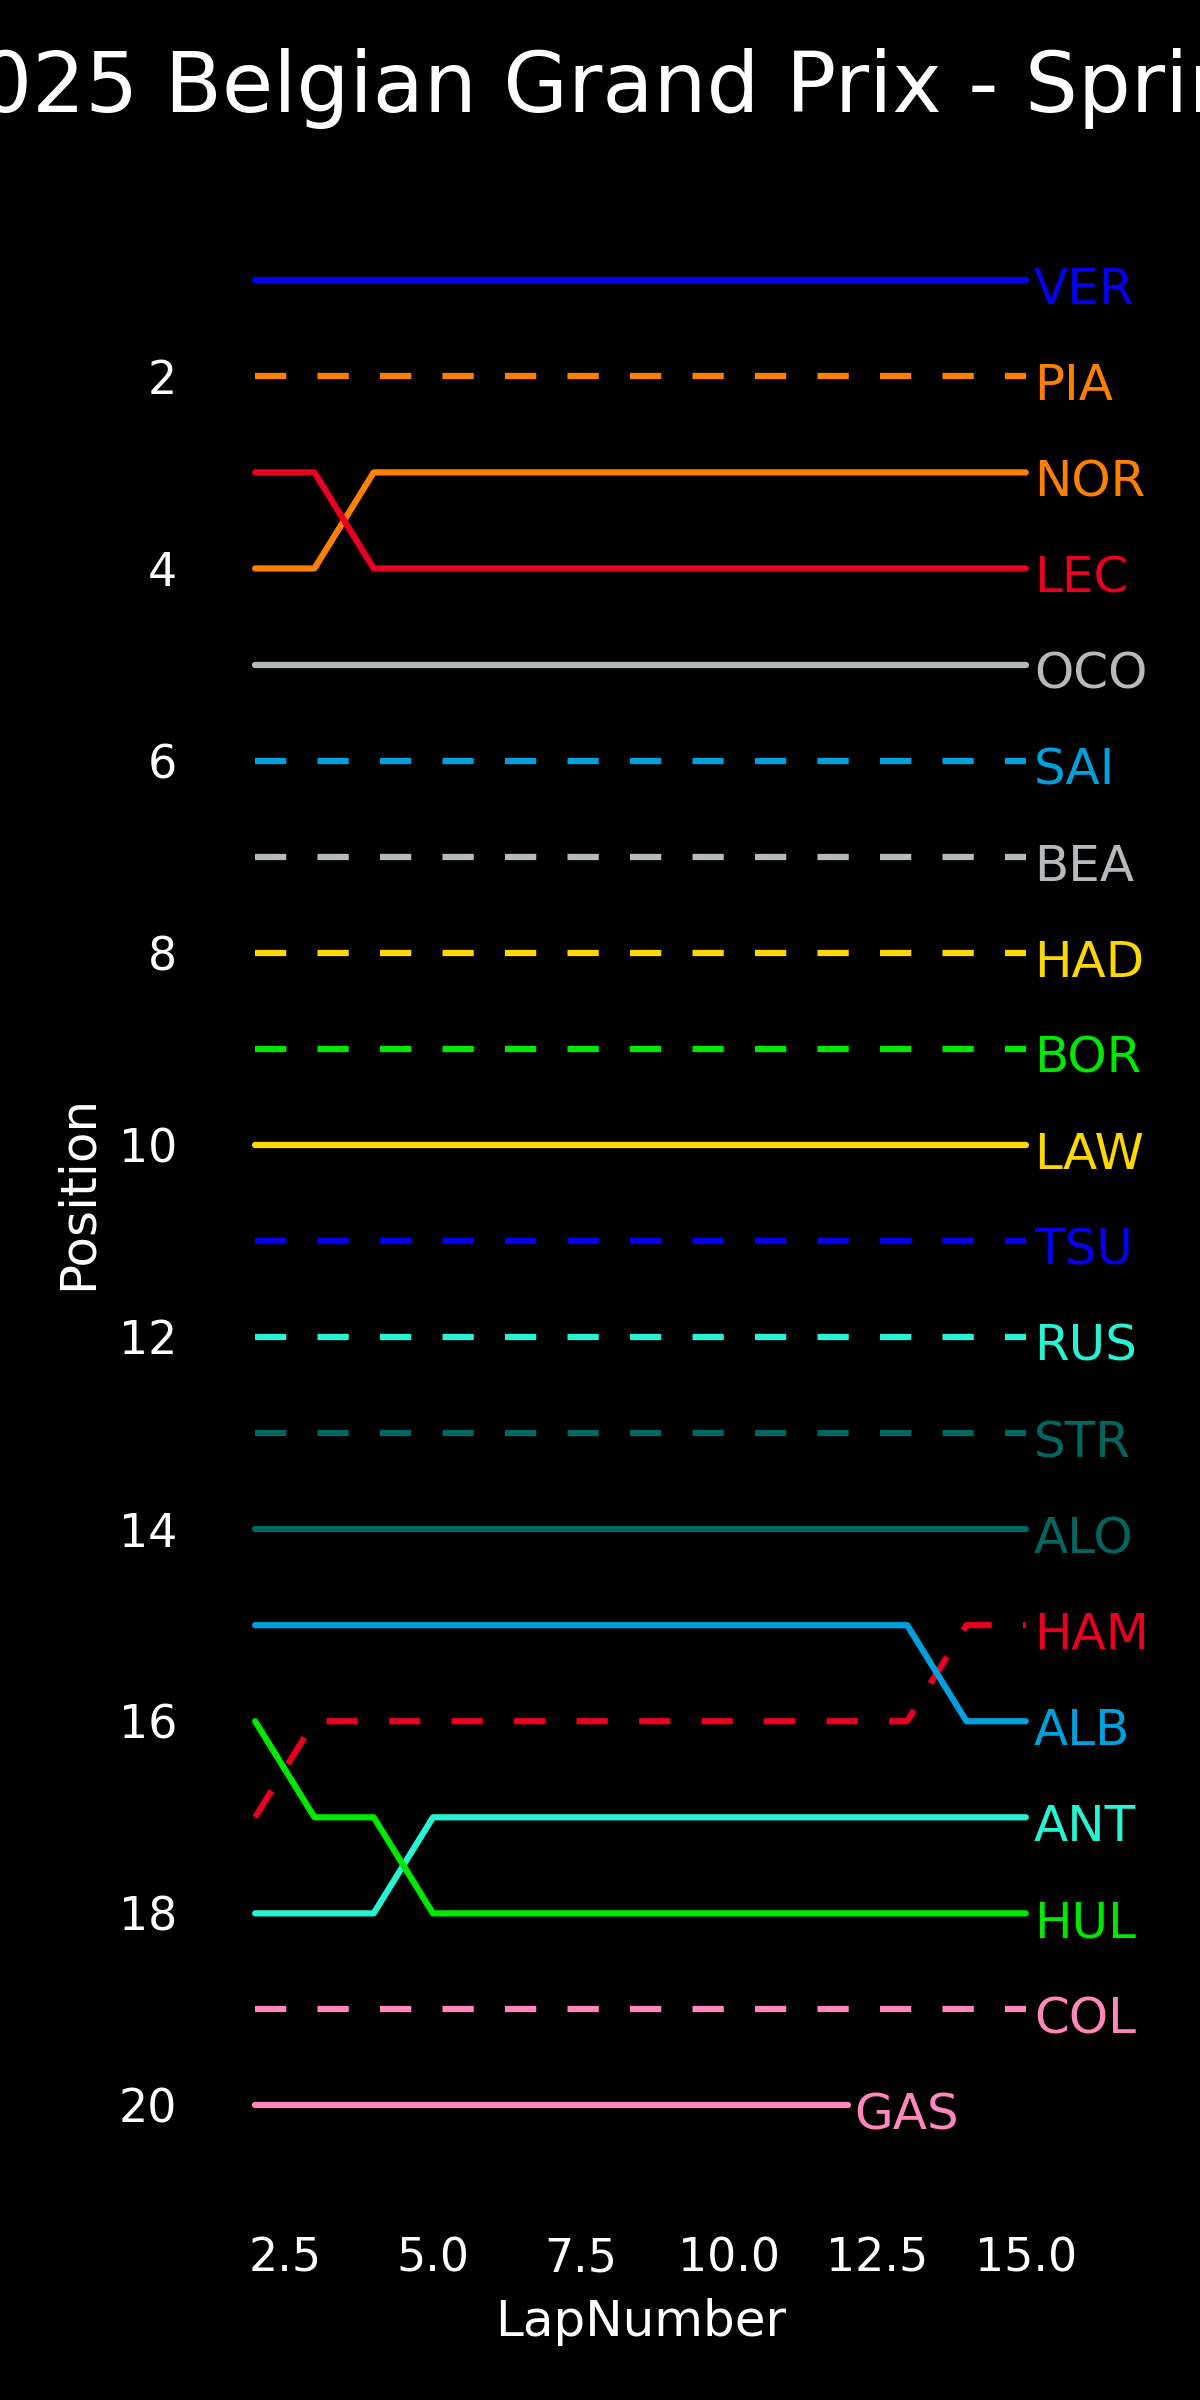 025 Belgian Grand Prix - Spri
VER
2
PIA
NOR
4
LEC
OCO
6
SAI
BEA
8
HAD
BOR
10
LAW
Position
TSU
12
RUS
STR
14
ALO
HAM
16
ALB
ANT
18
HUL
COL
20
GAS
2.5 5.0 7.5 10.0 12.5 15.0
LapNumber